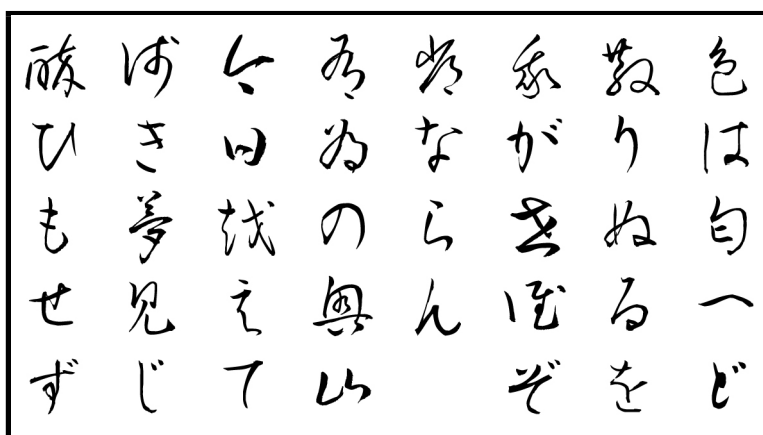 色は匂へど
散りぬるを
我が世誰ぞ
常ならん
有為の奥山
今日越えて
浅き夢見じ
酔ひもせず